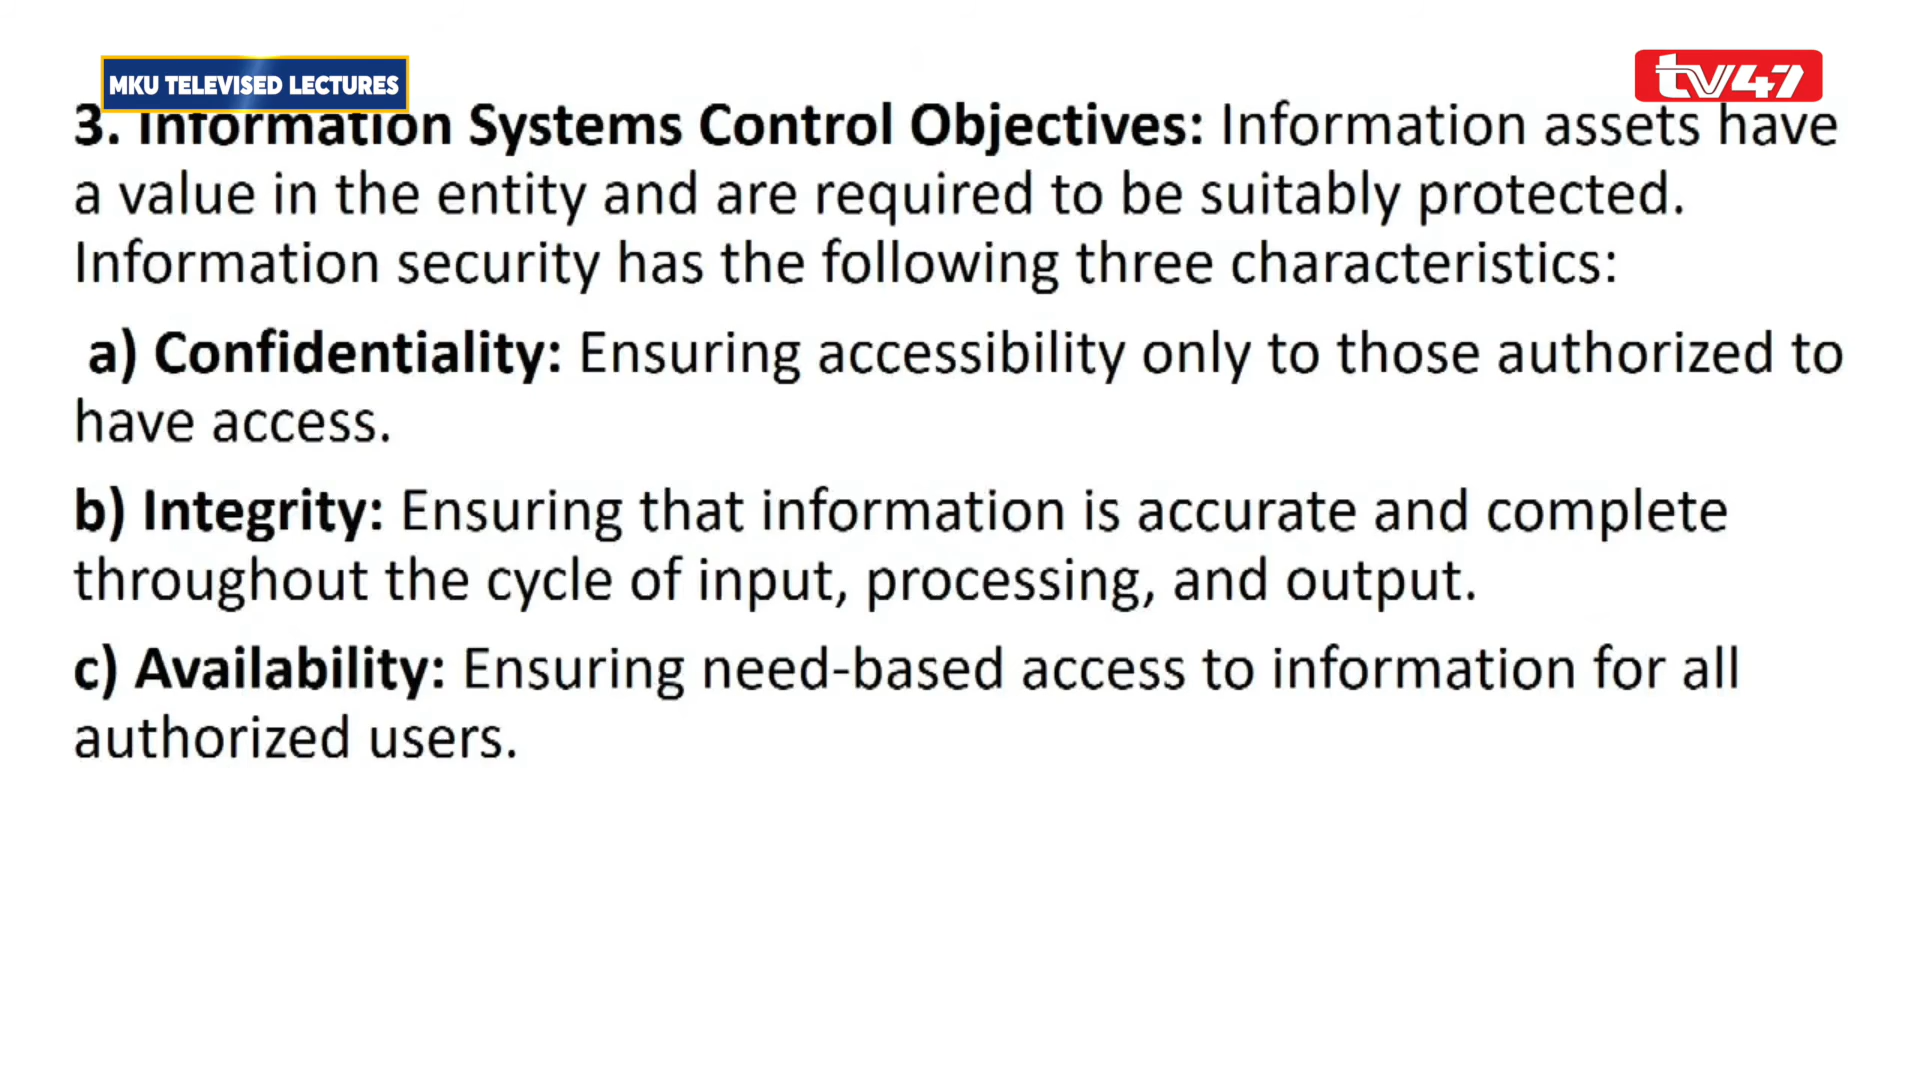 MKU TELEVISED LECTURES
tv47
3. Information Systems Control Objectives: Information assets have
a value in the entity and are required to be suitably protected.
Information security has the following three characteristics:
a) Confidentiality: Ensuring accessibility only to those authorized to
have access.
b) Integrity: Ensuring that information is accurate and complete
throughout the cycle of input, processing, and output.
c) Availability: Ensuring need-based access to information for all
authorized users.